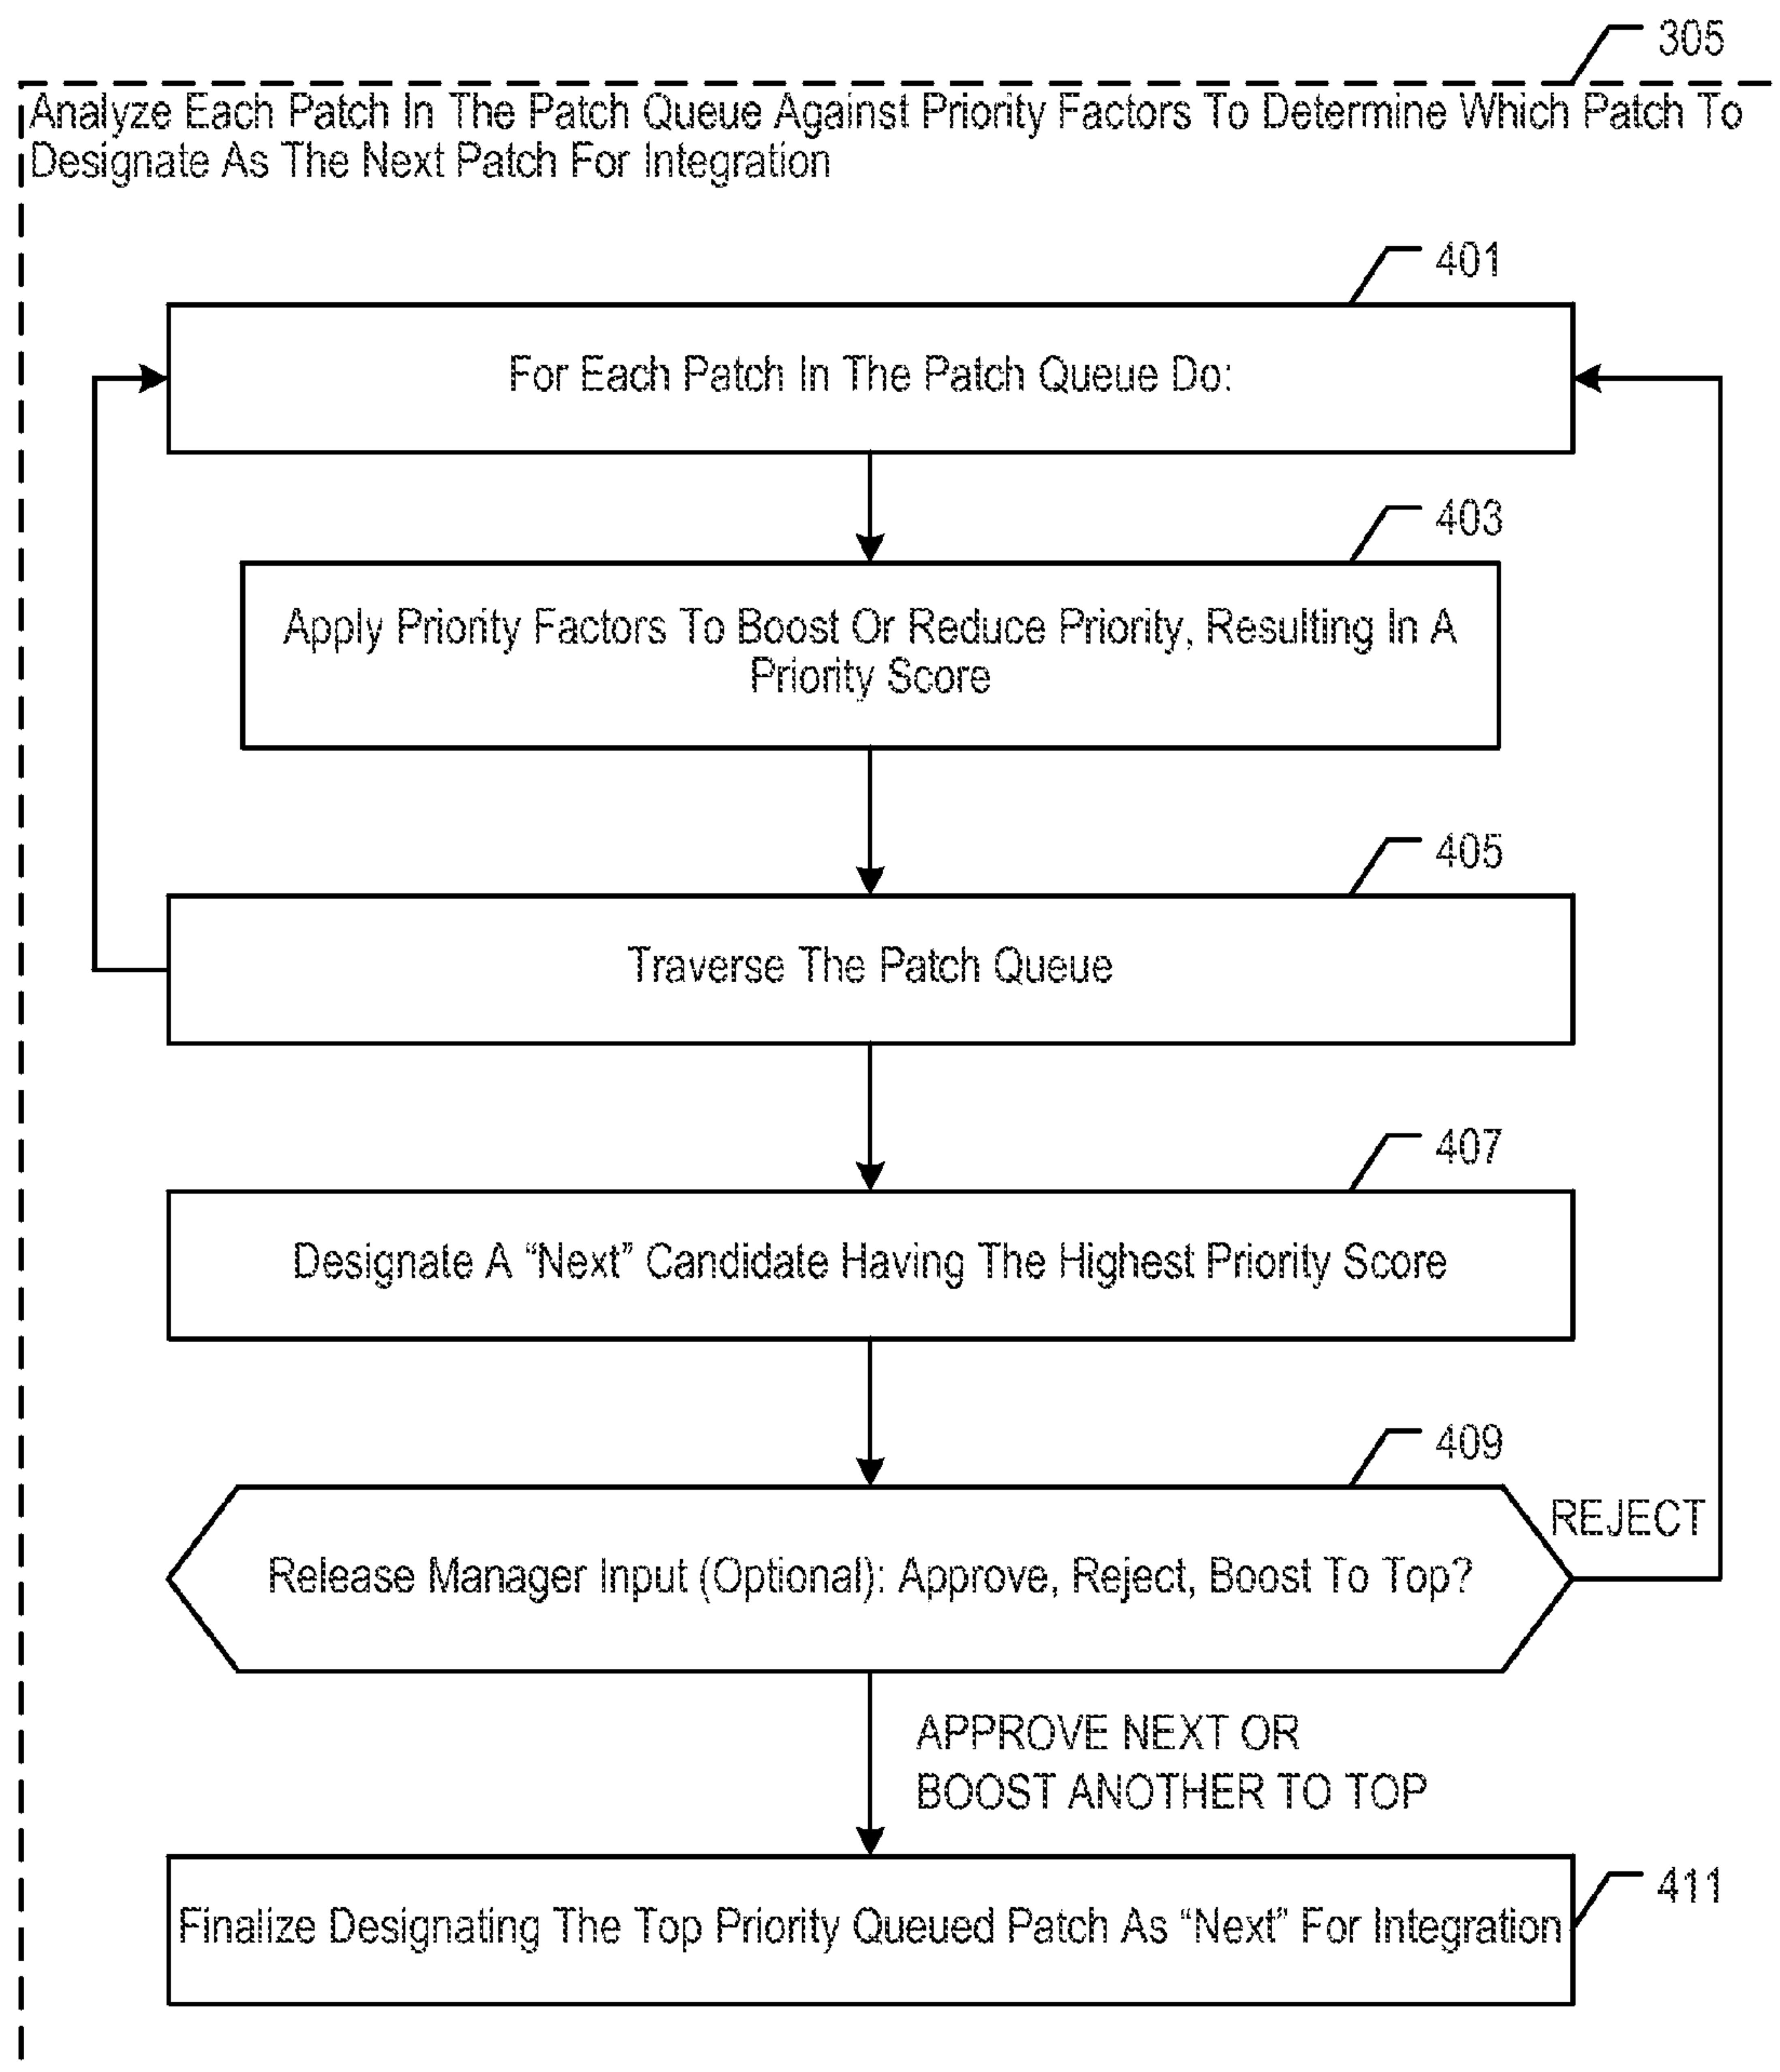 305
Analyze Each Patch In The Patch Queue Against Priority Factors To Determine Which Patch To
Designate As The Next Patch For Integration
401
For Each Patch In The Patch Queue Do:
403
Apply Priority Factors To Boost Or Reduce Priority, Resulting In A
Priority Score
405
Traverse The Patch Queue
407
Designate A “Next” Candidate Having The Highest Priority Score
409
REJECT
Release Manager Input (Optional): Approve, Reject, Boost To Top?
APPROVE NEXT OR
BOOST ANOTHER TO TOP
411
Finalize Designating The Top Priority Queued Patch As “Next” For Integration